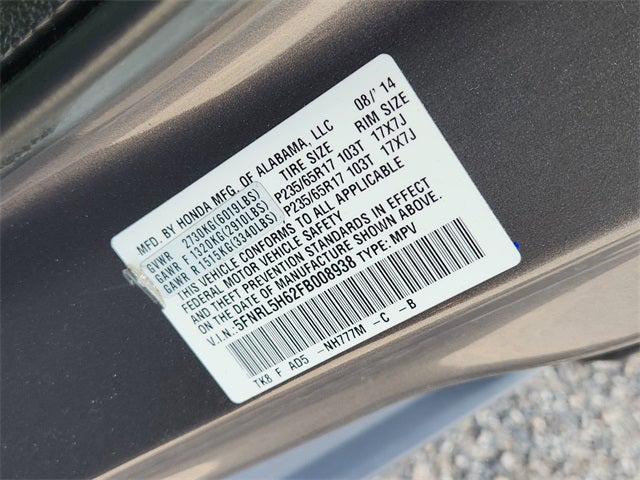 MFD. BY HONDA MFG. OF ALABAMA, LLC 08/'14
TIRE SIZE RIM SIZE
GVWR 2730KG(6019LBS)
GAWR F 1320KG(2910LBS) P235/65R17 103T 17X7J
GAWR R 1515KG(3340LBS) P235/65R17 103T 17X7J
THIS VEHICLE CONFORMS TO ALL APPLICABLE
FEDERAL MOTOR VEHICLE SAFETY
AND THEFT PREVENTION STANDARDS IN EFFECT
ON THE DATE OF MANUFACTURE SHOWN ABOVE.
V.I.N.:5FNRL5H62FB008938 TYPE: MPV
TK8 F AD5 -NH777M -C -B